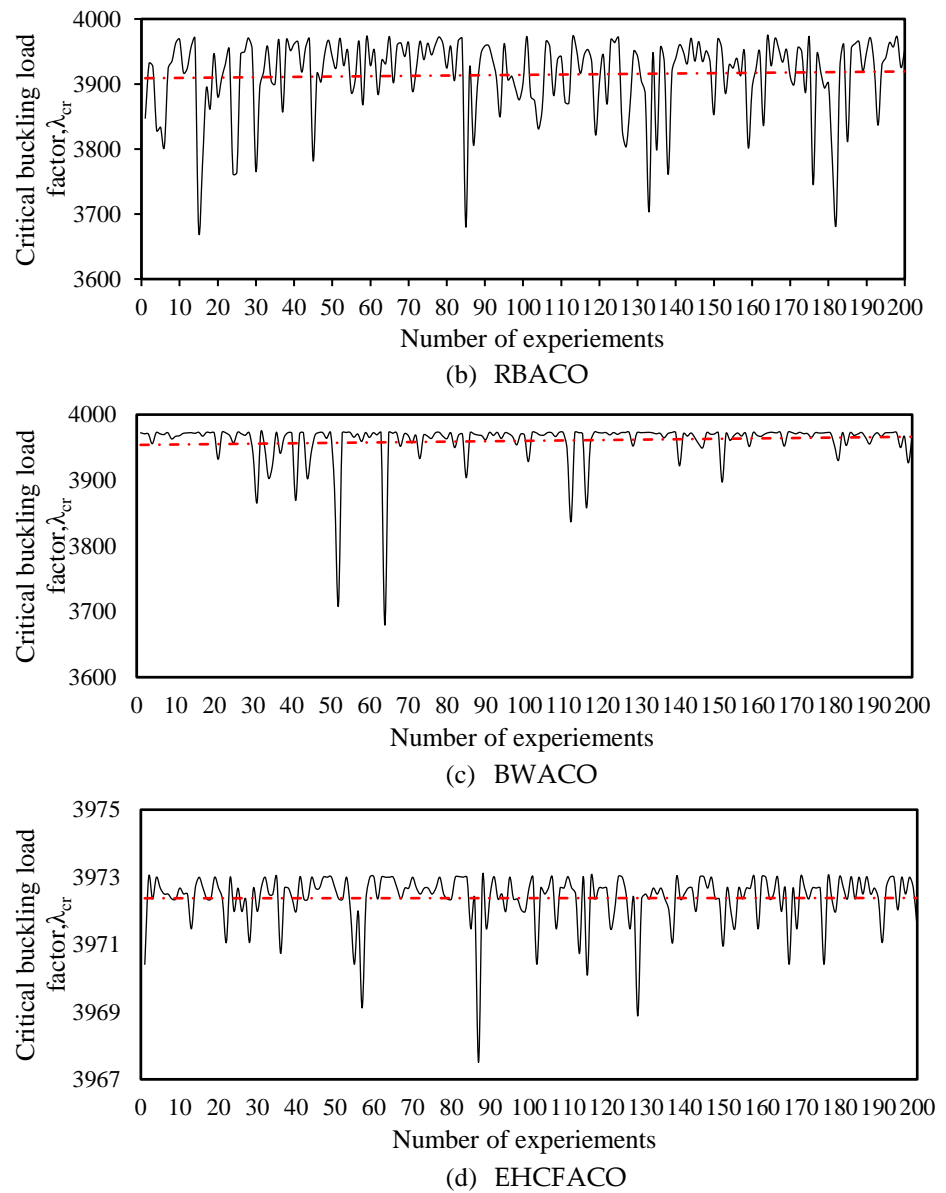 4000
3900
3800
3700
3600
Critical buckling load
factor,λcr
0 10 20 30 40 50 60 70 80 90 100 110 120 130 140 150 160 170 180 190 200
Number of experiements
(b) RBACO
4000
3900
3800
3700
3600
Critical buckling load
factor,λcr
0 10 20 30 40 50 60 70 80 90 100 110 120 130 140 150 160 170 180 190 200
Number of experiements
(c) BWACO
3975
3973
3971
3969
3967
Critical buckling load
factor,λcr
0 10 20 30 40 50 60 70 80 90 100 110 120 130 140 150 160 170 180 190 200
Number of experiements
(d) EHCFACO